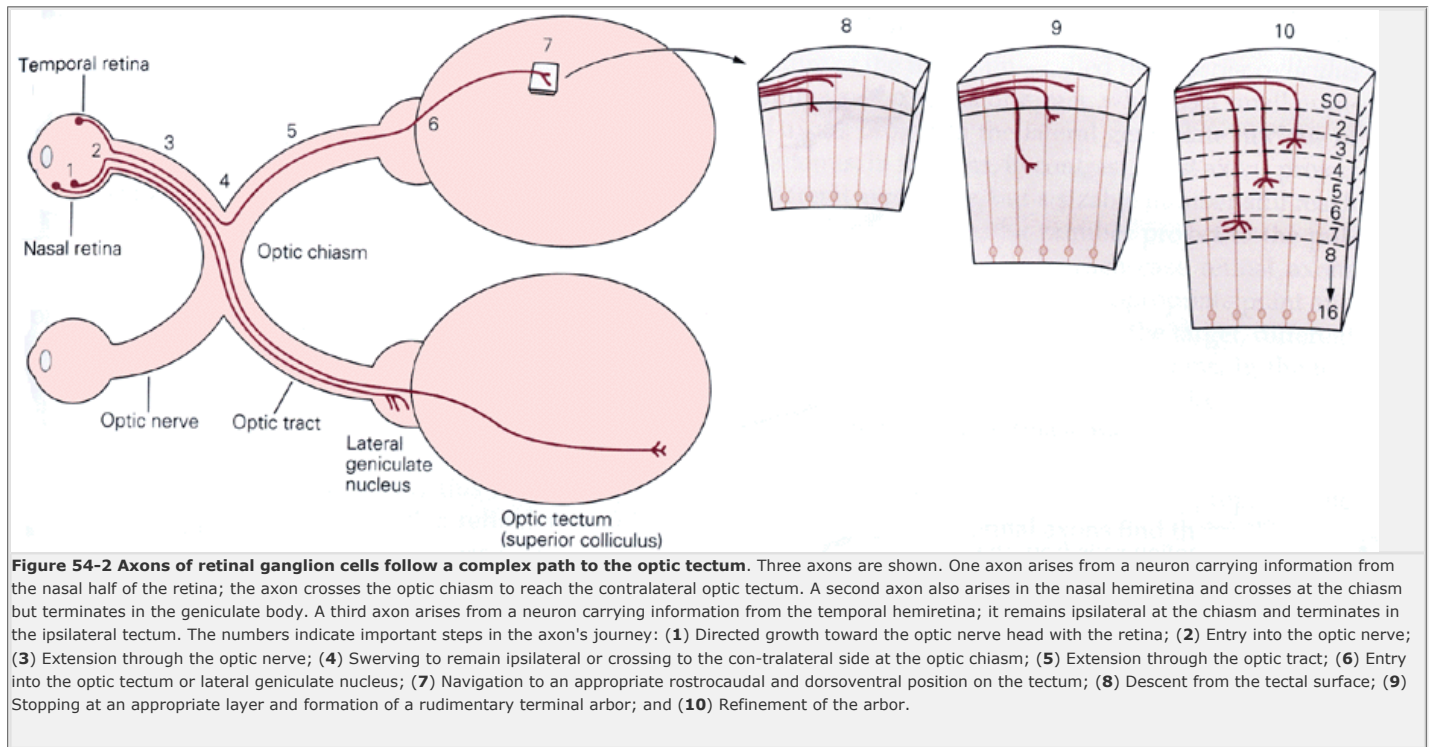 Temporal retina
Nasal retina
1
2
3
4
5
6
7
8
9
10
Optic chiasm
Optic nerve
Optic tract
Lateral
geniculate
nucleus
Optic tectum
(superior colliculus)
SO
2
3
4
5
6
7
8
16
Figure 54-2 Axons of retinal ganglion cells follow a complex path to the optic tectum. Three axons are shown. One axon arises from a neuron carrying information from
the nasal half of the retina; the axon crosses the optic chiasm to reach the contralateral optic tectum. A second axon also arises in the nasal hemiretina and crosses at the chiasm
but terminates in the geniculate body. A third axon arises from a neuron carrying information from the temporal hemiretina; it remains ipsilateral at the chiasm and terminates in
the ipsilateral tectum. The numbers indicate important steps in the axon's journey: (1) Directed growth toward the optic nerve head with the retina; (2) Entry into the optic nerve;
(3) Extension through the optic nerve; (4) Swerving to remain ipsilateral or crossing to the con-tralateral side at the optic chiasm; (5) Extension through the optic tract; (6) Entry
into the optic tectum or lateral geniculate nucleus; (7) Navigation to an appropriate rostrocaudal and dorsoventral position on the tectum; (8) Descent from the tectal surface; (9)
Stopping at an appropriate layer and formation of a rudimentary terminal arbor; and (10) Refinement of the arbor.